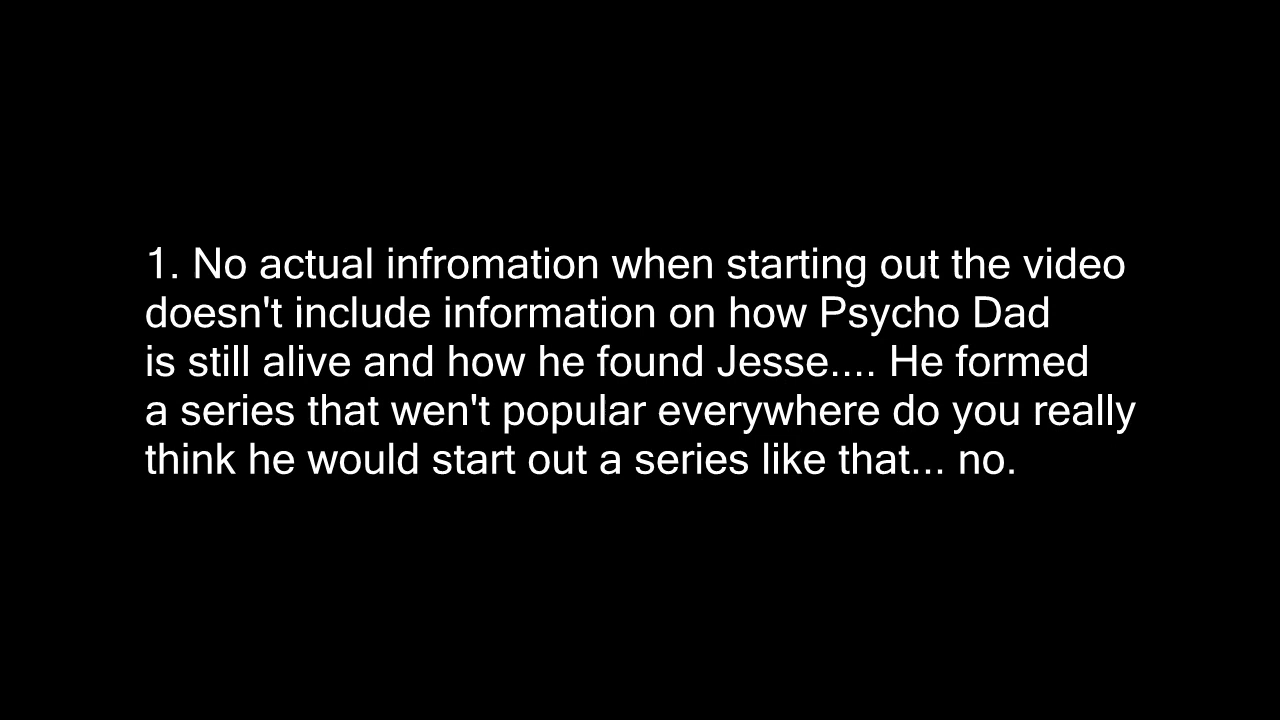 1. No actual infromation when starting out the video
doesn't include information on how Psycho Dad
is still alive and how he found Jesse.... He formed
a series that wen't popular everywhere do you really
think he would start out a series like that... no.